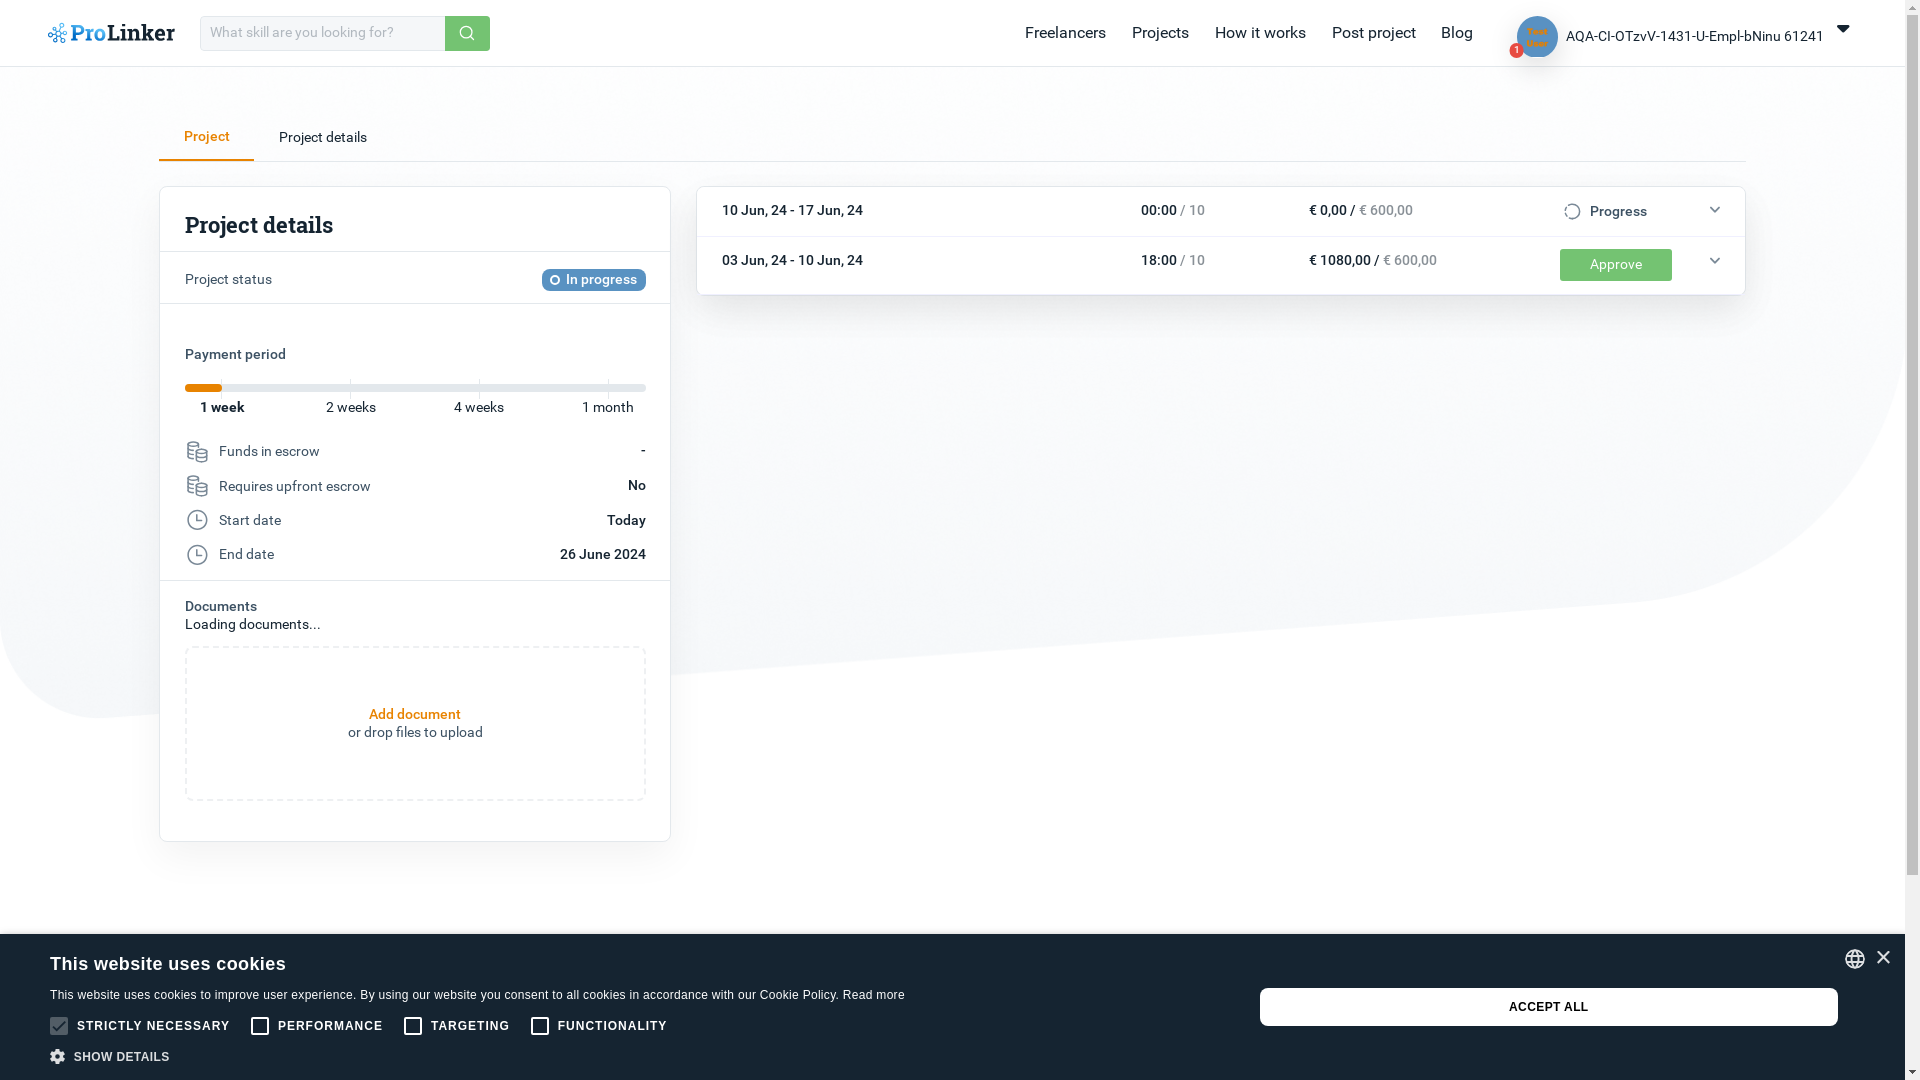 ProLinker
What skill are you looking for?
Freelancers
Projects
How it works
Post project
Blog
Test
User
1
AQA-CI-OTzvV-1431-U-Empl-bNinu 61241
Project
Project details
Project details
Project status
In progress
Payment period
1 week
2 weeks
4 weeks
1 month
Funds in escrow
-
Requires upfront escrow
No
Start date
Today
End date
26 June 2024
Documents
Loading documents...
Add document
or drop files to upload
10 Jun, 24 - 17 Jun, 24
00:00 / 10
€ 0,00 / € 600,00
Progress
03 Jun, 24 - 10 Jun, 24
18:00 / 10
€ 1080,00 / € 600,00
Approve
This website uses cookies
This website uses cookies to improve user experience. By using our website you consent to all cookies in accordance with our Cookie Policy. Read more
STRICTLY NECESSARY
PERFORMANCE
TARGETING
FUNCTIONALITY
SHOW DETAILS
ACCEPT ALL